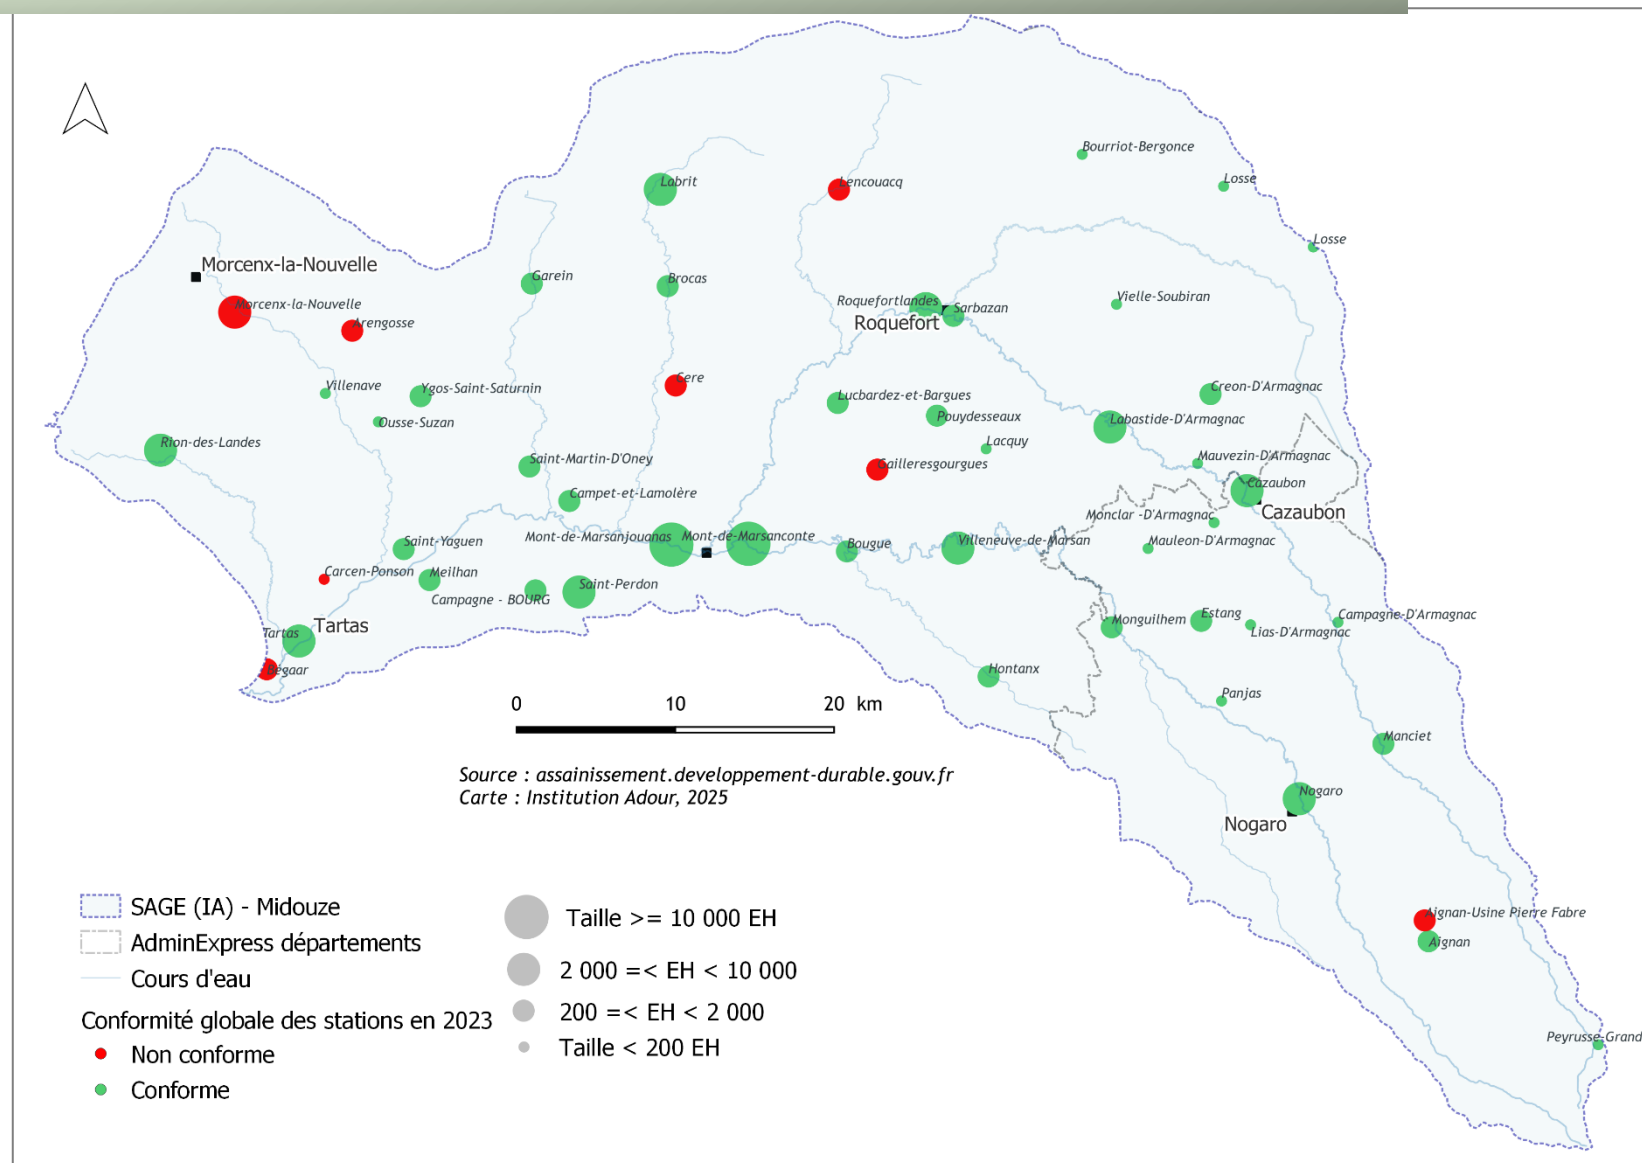 Bourriot-Bergonce
Labrit
Lencouacq
Losse
Losse
Morcenx-la-Nouvelle
Garein
Brocas
Morcenx-la-Nouvelle
Roquefortlandes
Vielle-Soubiran
Sarbazan
Arengosse
Roquefort
Cere
Villenave
Ygos-Saint-Saturnin
Creon-D'Armagnac
Lucbardez-et-Bargues
Pouydesseaux
Labastide-D'Armagnac
Ousse-Suzan
Rion-des-Landes
Lacquy
Saint-Martin-D'Oney
Gailleresgourgues
Mauvezin-D'Armagnac
Cazaubon
Campet-et-Lamolère
Cazaubon
Monclar -D'Armagnac
Mont-de-Marsanjouanas
Mont-de-Marsanconte
Saint-Yaguen
Bougue
Villeneuve-de-Marsan
Mauleon-D'Armagnac
Carcen-Ponson
Meilhan
Saint-Perdon
Campagne - BOURG
Tartas
Tartas
Monguilhem
Estang
Campagne-D'Armagnac
Lias-D'Armagnac
Bégaar
Hontanx
Panjas
0 10 20 km
Manciet
Source : assainissement.developpement-durable.gouv.fr
Carte : Institution Adour, 2025
Nogaro
Nogaro
Aignan-Usine Pierre Fabre
Aignan
Peyrusse-Grand
SAGE (IA) - Midouze
AdminExpress départements
Cours d'eau
Conformité globale des stations en 2023
Non conforme
Conforme
Taille >= 10 000 EH
2 000 =< EH < 10 000
200 =< EH < 2 000
Taille < 200 EH